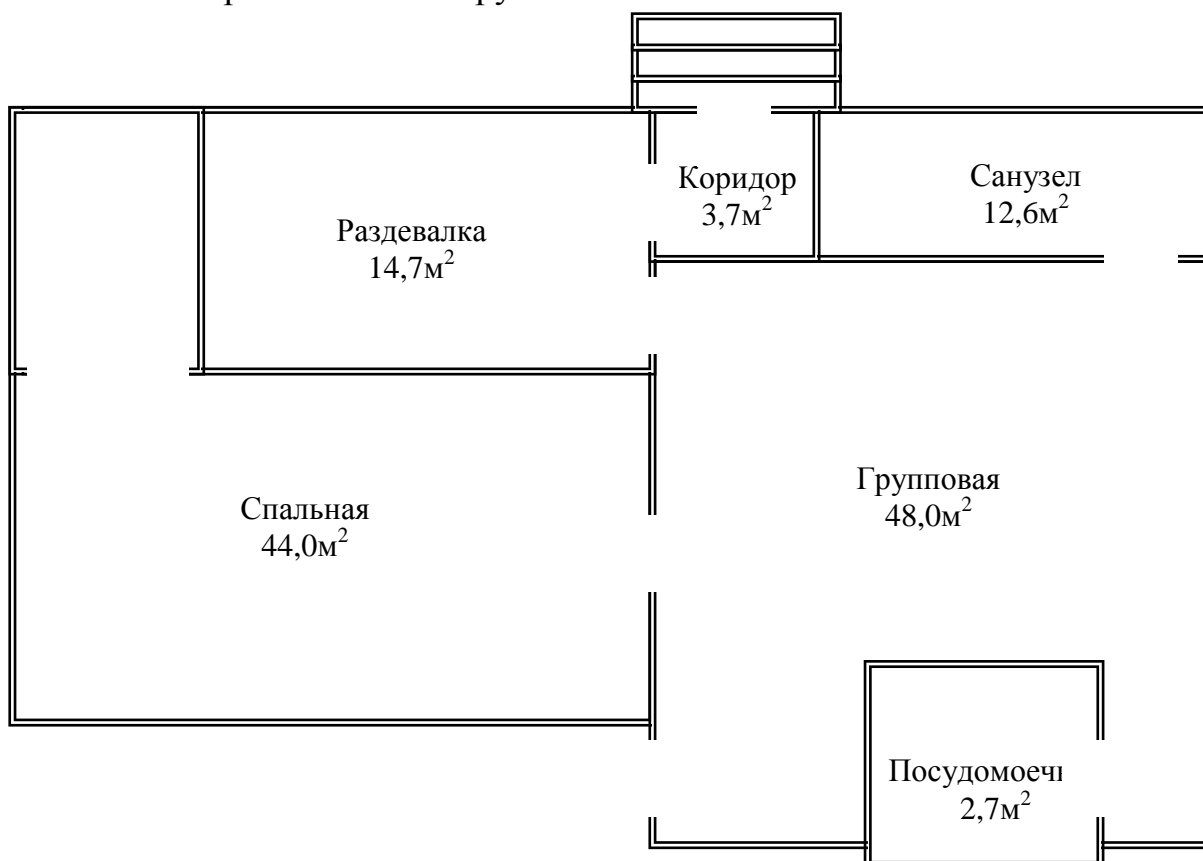 Коридор
3,7м²
Санузел
12,6м²
Раздевалка
14,7м²
Групповая
48,0м²
Спальная
44,0м²
2,7м²